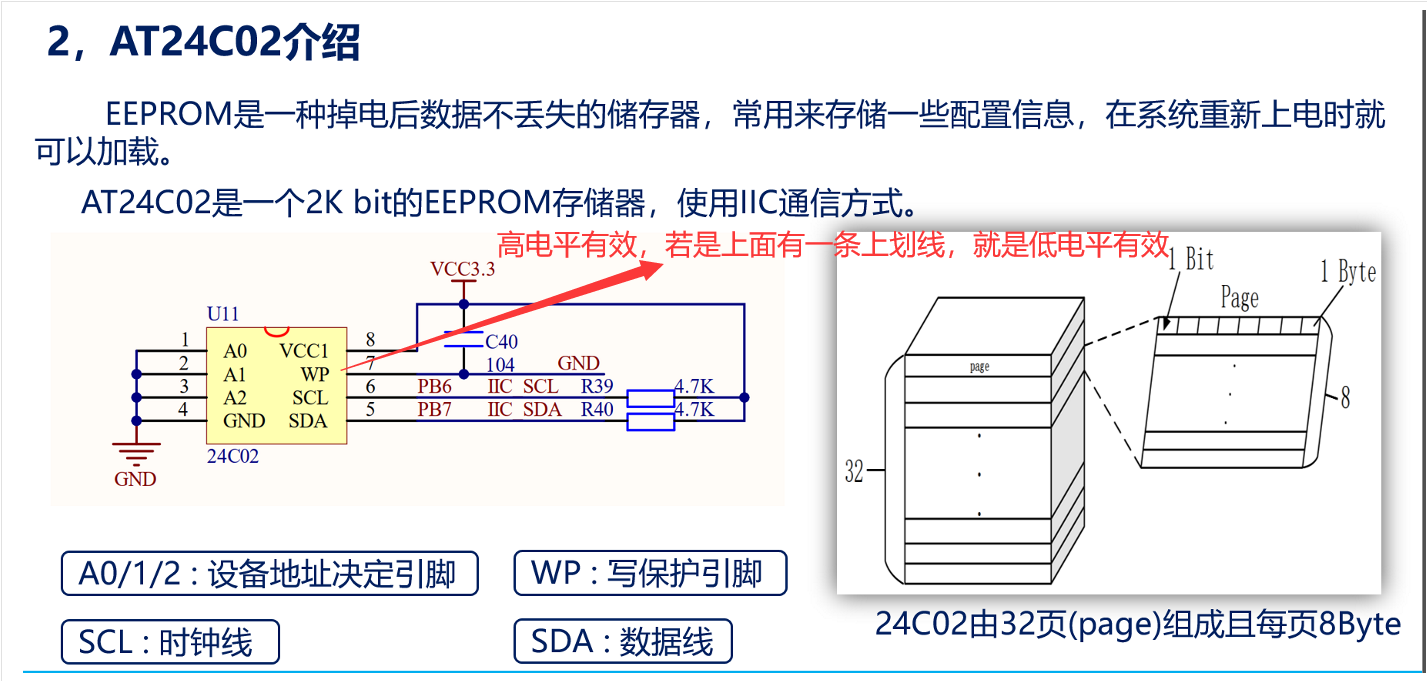 2，AT24C02介绍
EEPROM是一种掉电后数据不丢失的储存器，常用来存储一些配置信息，在系统重新上电时就
可以加载。
AT24C02是一个2K bit的EEPROM存储器，使用IIC通信方式。
高电平有效，若是上面有一条上划线，就是低电平有效
VCC3.3
U11
1 A0 VCC1 8
2 A1 WP 7
3 A2 SCL 6
4 GND SDA 5
24C02
GND
C40
104
GND
PB6 IIC_SCL R39 4.7K
PB7 IIC_SDA R40 4.7K
1 Bit
1 Byte
Page
page
8
32
A0/1/2：设备地址决定引脚
WP：写保护引脚
SCL：时钟线
SDA：数据线
24C02由32页(page)组成且每页8Byte